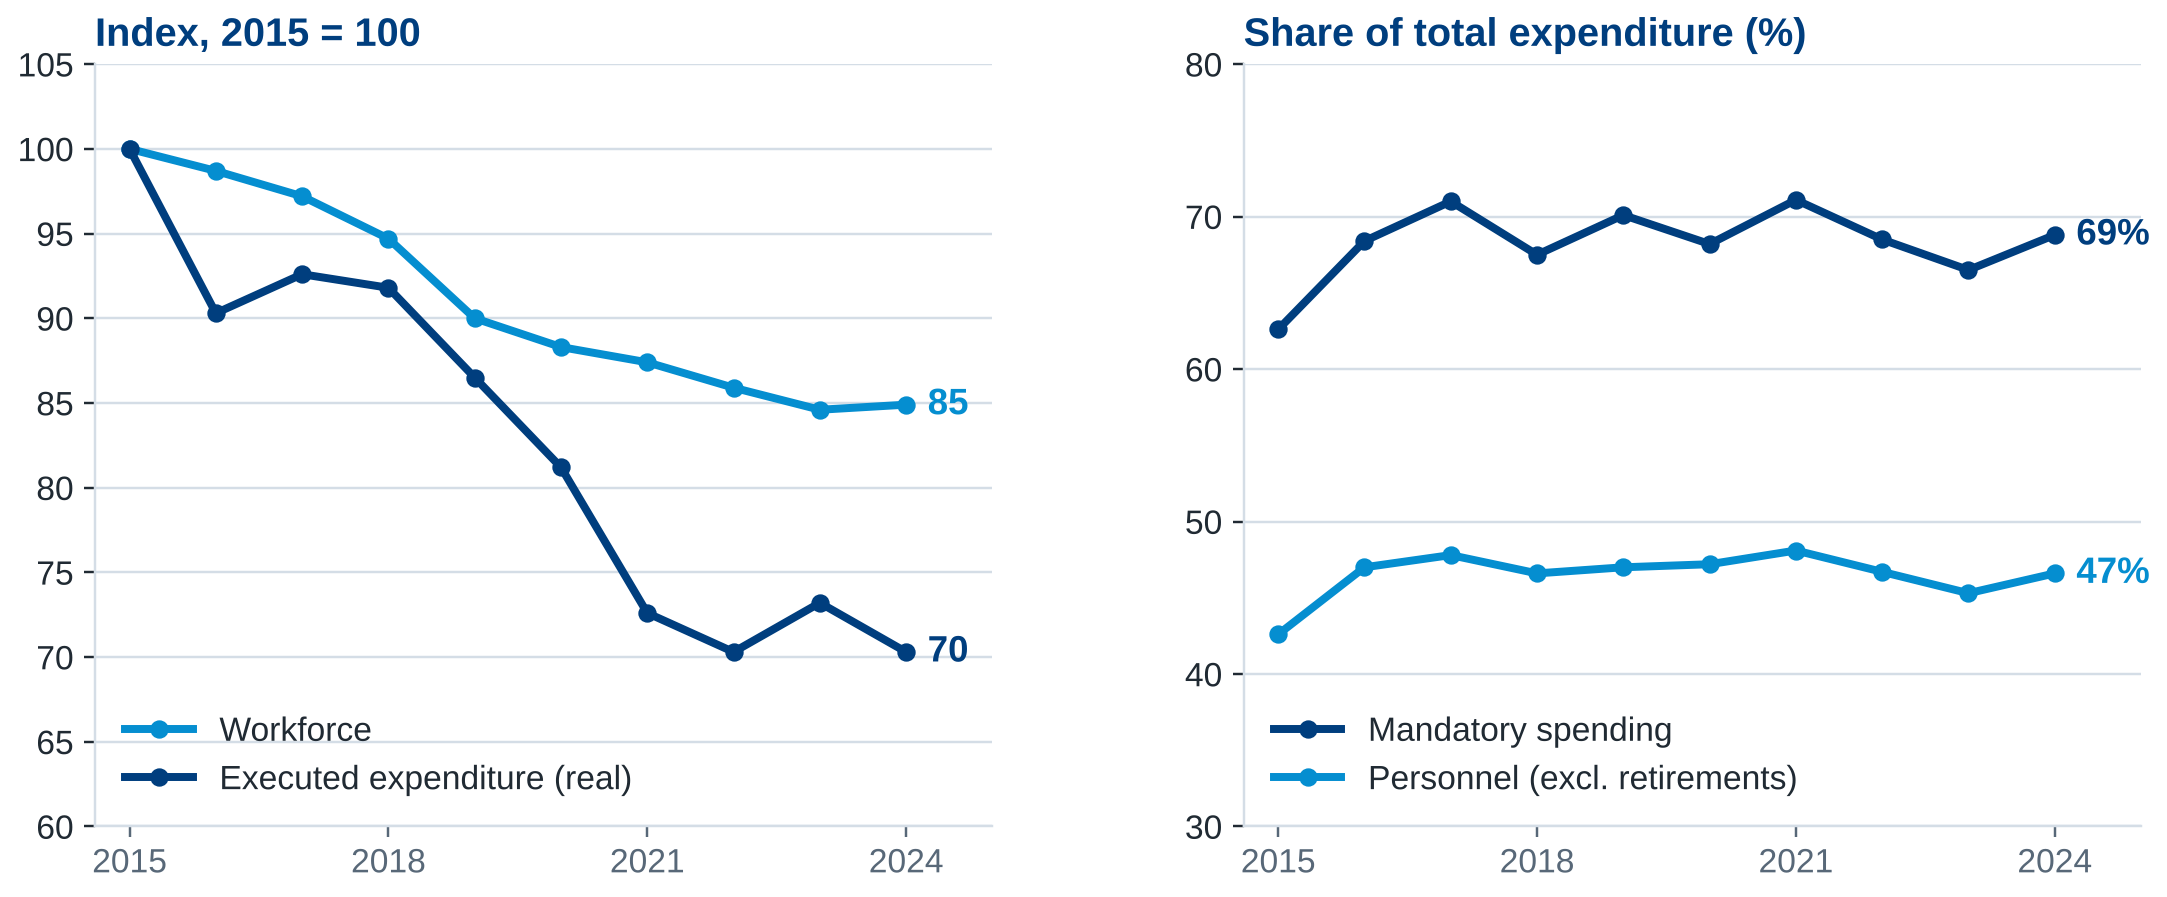 Index, 2015 = 100
105
100
95
90
85
80
75
70
65
60
85
70
Workforce
Executed expenditure (real)
2015 2018 2021 2024
Share of total expenditure (%)
80
70
60
50
40
30
69%
47%
Mandatory spending
Personnel (excl. retirements)
2015 2018 2021 2024